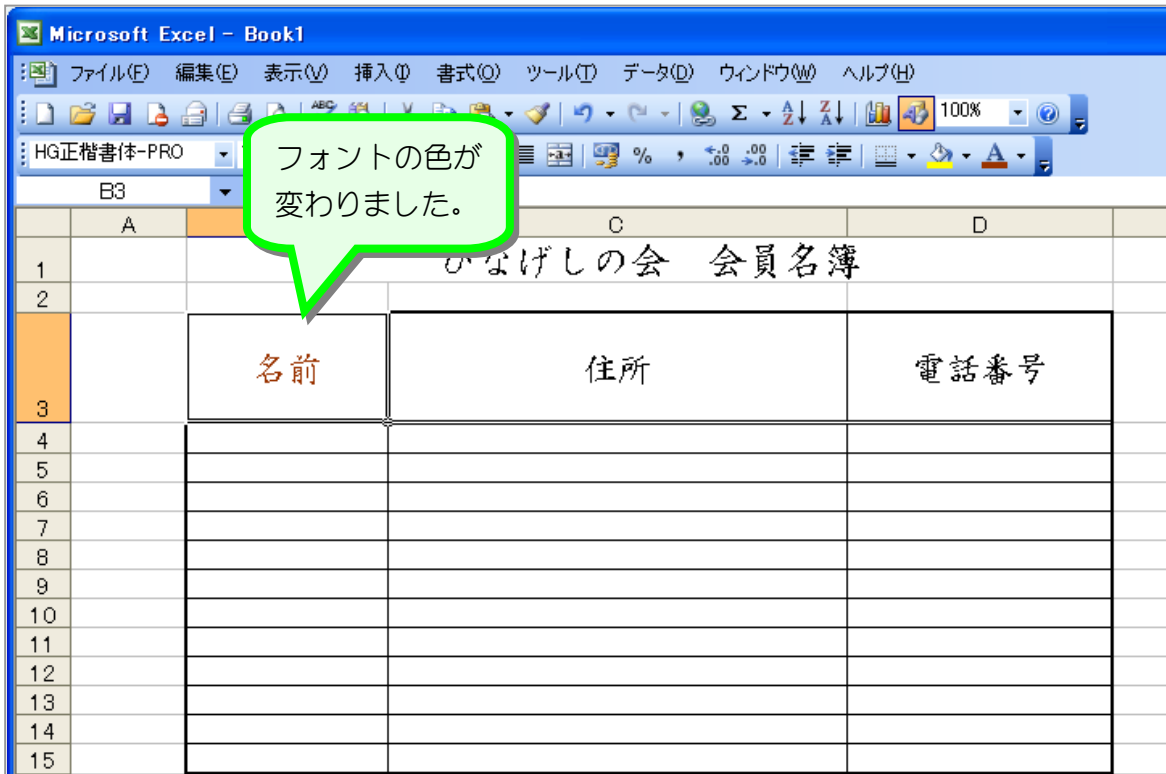 Microsoft Excel - Book1
ファイル(F) 編集(E) 表示(V) 挿入(I) 書式(O) ツール(T) データ(D) ウィンドウ(W) ヘルプ(H)
100%
HG正楷書体-PRO
B3
フォントの色が
変わりました。
A C D
1 ひなげしの会 会員名簿
2
3 名前 住所 電話番号
4
5
6
7
8
9
10
11
12
13
14
15